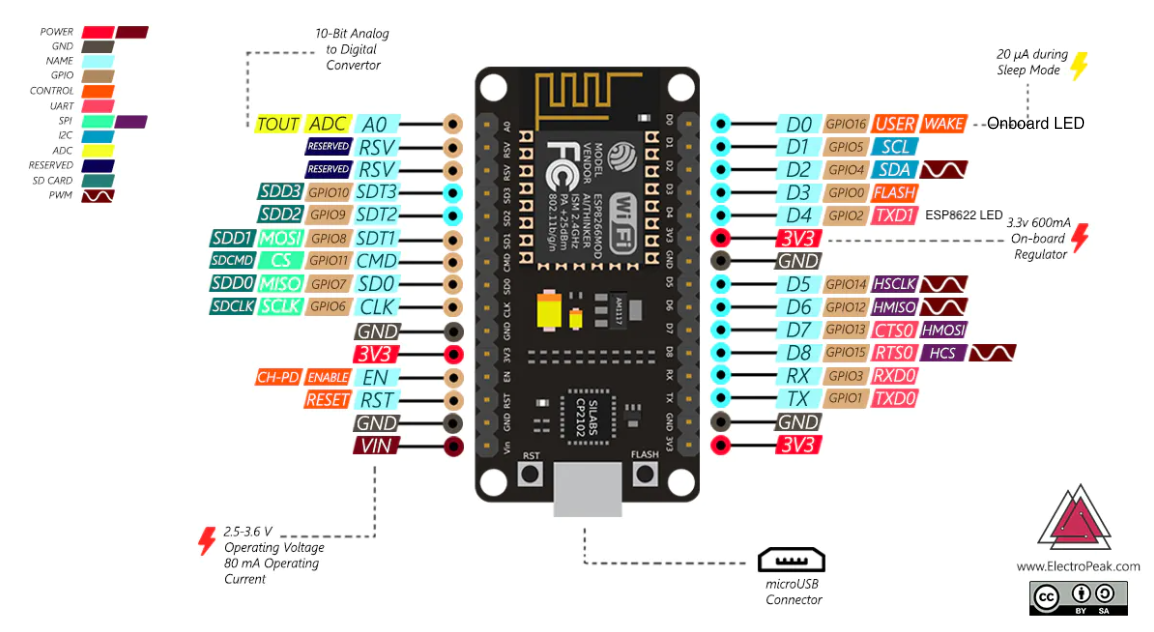 POWER
GND
NAME
GPIO
CONTROL
UART
SPI
I2C
ADC
RESERVED
SD CARD
PWM
10-Bit Analog
to Digital
Convertor
20 µA during
Sleep Mode
TOUT ADC A0
RESERVED RSV
RESERVED RSV
SDD3 GPIO10 SDT3
SDD2 GPIO9 SDT2
SDD1 MOSI GPIO8 SDT1
SDCMD CS GPIO11 CMD
SDD0 MISO GPIO7 SD0
SDCLK SCLK GPIO6 CLK
GND
3V3
CH-PD ENABLE EN
RESET RST
GND
VIN
A0
RSV
RSV
SD3
SD2
SD1
CMD
SD0
CLK
GND
3V3
EN
RST
GND
Vin
MODEL
VENDOR
ESP8266MOD
AI/THINKER
ISM 2.4GHz
PA +25dBm
802.11b/g/n
FC
WiFi
AM1117
SILABS
CP2102
RST
FLASH
D0
D1
D2
D3
D4
3V3
GND
D5
D6
D7
D8
RX
TX
GND
3V3
D0 GPIO16 USER WAKE Onboard LED
D1 GPIO5 SCL
D2 GPIO4 SDA
D3 GPIO0 FLASH
D4 GPIO2 TXD1 ESP8622 LED
3V3
GND
D5 GPIO14 HSCLK
D6 GPIO12 HMISO
D7 GPIO13 CTS0 HMOSI
D8 GPIO15 RTS0 HCS
RX GPIO3 RXD0
TX GPIO1 TXD0
GND
3V3
3.3v 600mA
On-board
Regulator
2.5-3.6 V
Operating Voltage
80 mA Operating
Current
microUSB
Connector
www.ElectroPeak.com
cc
BY SA